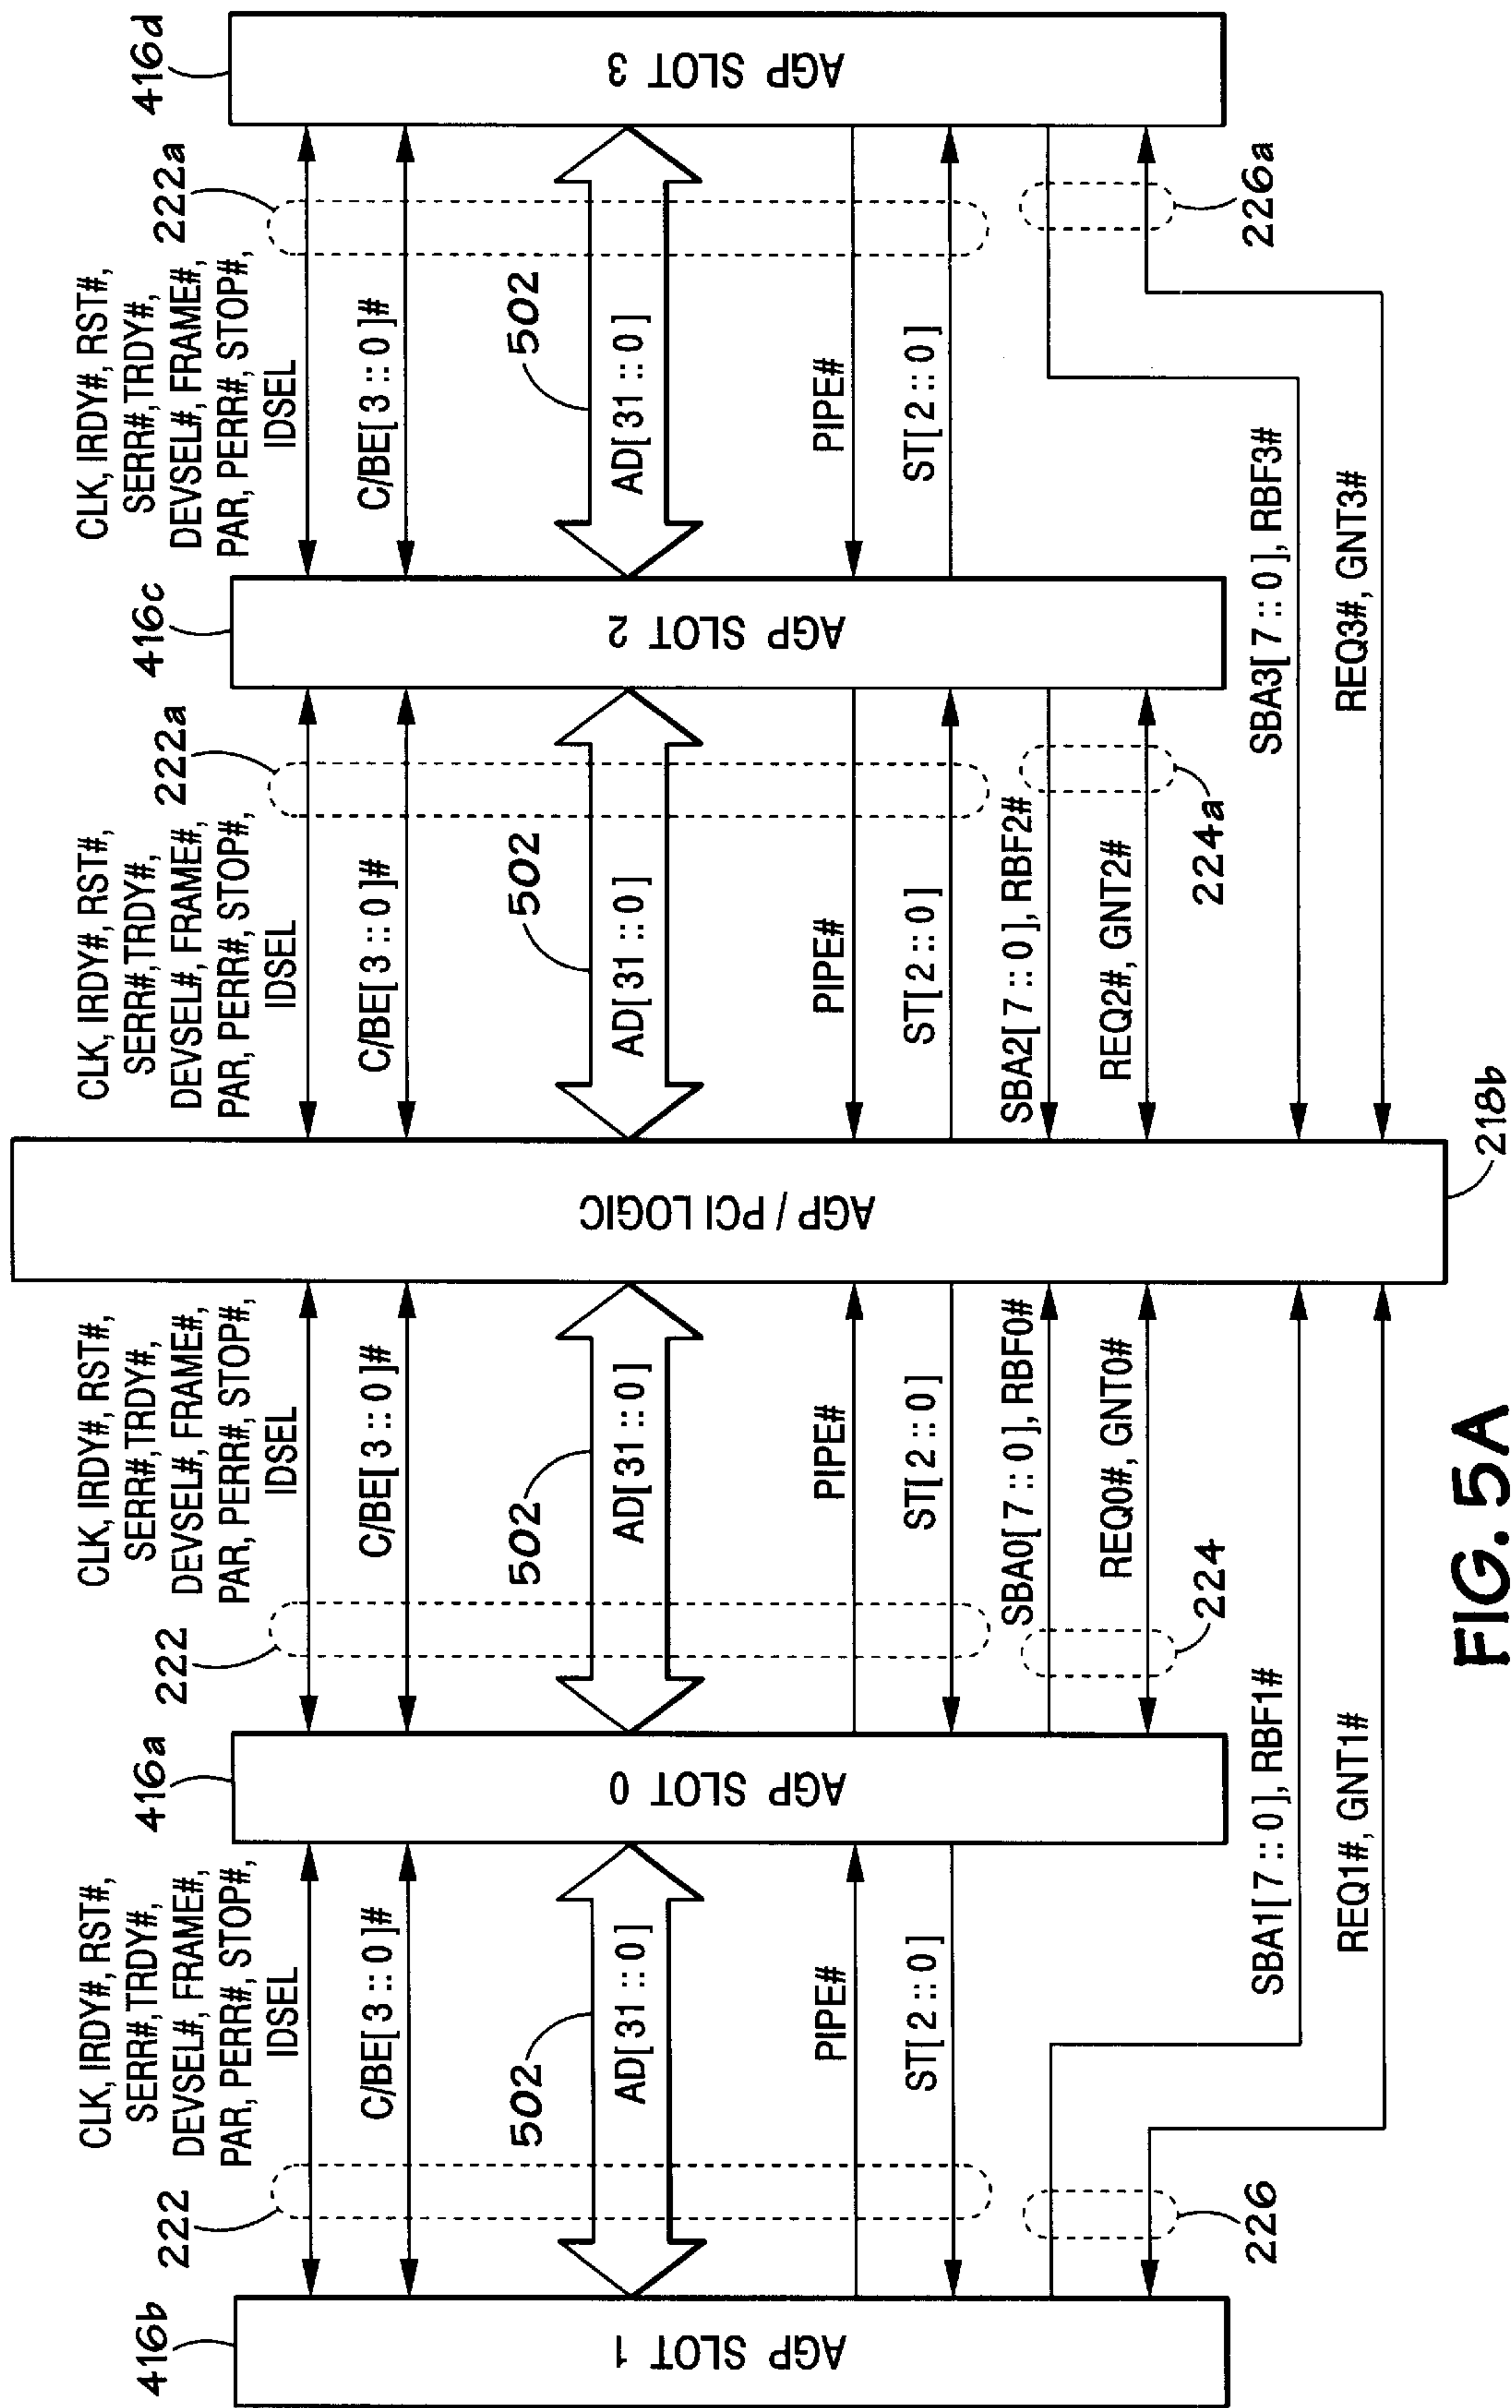 416b
AGP SLOT 1
222
CLK, IRDY#, RST#,
SERR#, TRDY#,
DEVSEL#, FRAME#,
PAR, PERR#, STOP#,
IDSEL
C/BE[3::0]#
502
AD[31::0]
PIPE#
ST[2::0]
226
SBA1[7::0], RBF1#
REQ1#, GNT1#
416a
AGP SLOT 0
222
CLK, IRDY#, RST#,
SERR#, TRDY#,
DEVSEL#, FRAME#,
PAR, PERR#, STOP#,
IDSEL
C/BE[3::0]#
502
AD[31::0]
PIPE#
ST[2::0]
SBA0[7::0], RBF0#
REQ0#, GNT0#
224
AGP / PCI LOGIC
218b
CLK, IRDY#, RST#,
SERR#, TRDY#,
DEVSEL#, FRAME#,
PAR, PERR#, STOP#,
IDSEL
222a
C/BE[3::0]#
502
AD[31::0]
PIPE#
ST[2::0]
SBA2[7::0], RBF2#
REQ2#, GNT2#
224a
416c
AGP SLOT 2
CLK, IRDY#, RST#,
SERR#, TRDY#,
DEVSEL#, FRAME#,
PAR, PERR#, STOP#,
IDSEL
222a
C/BE[3::0]#
502
AD[31::0]
PIPE#
ST[2::0]
226a
SBA3[7::0], RBF3#
REQ3#, GNT3#
416d
AGP SLOT 3
FIG. 5A